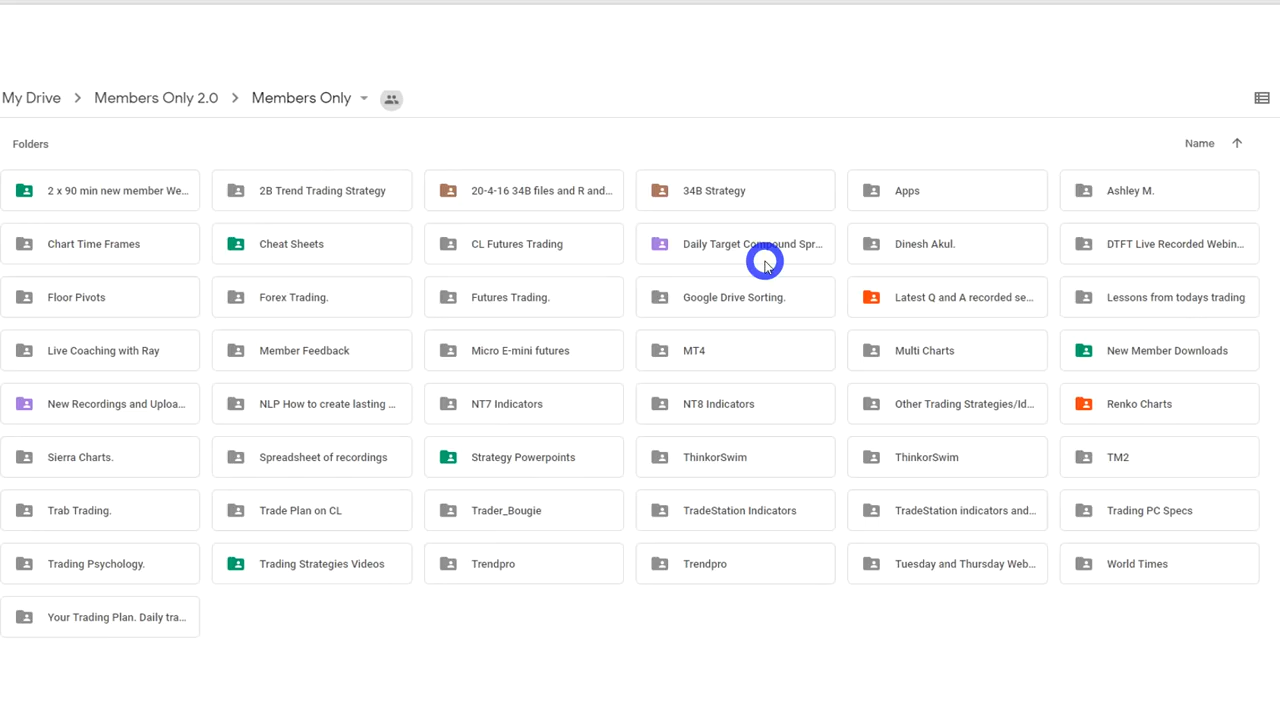 My Drive > Members Only 2.0 > Members Only
Folders
Name
2 x 90 min new member We...
2B Trend Trading Strategy
20-4-16 34B files and R and...
34B Strategy
Apps
Ashley M.
Chart Time Frames
Cheat Sheets
CL Futures Trading
Daily Target Compound Spr...
Dinesh Akul.
DTFT Live Recorded Webin...
Floor Pivots
Forex Trading.
Futures Trading.
Google Drive Sorting.
Latest Q and A recorded se...
Lessons from todays trading
Live Coaching with Ray
Member Feedback
Micro E-mini futures
MT4
Multi Charts
New Member Downloads
New Recordings and Uploa...
NLP How to create lasting ...
NT7 Indicators
NT8 Indicators
Other Trading Strategies/Id...
Renko Charts
Sierra Charts.
Spreadsheet of recordings
Strategy Powerpoints
ThinkorSwim
ThinkorSwim
TM2
Trab Trading.
Trade Plan on CL
Trader_Bougie
TradeStation Indicators
TradeStation indicators and...
Trading PC Specs
Trading Psychology.
Trading Strategies Videos
Trendpro
Trendpro
Tuesday and Thursday Web...
World Times
Your Trading Plan. Daily tra...